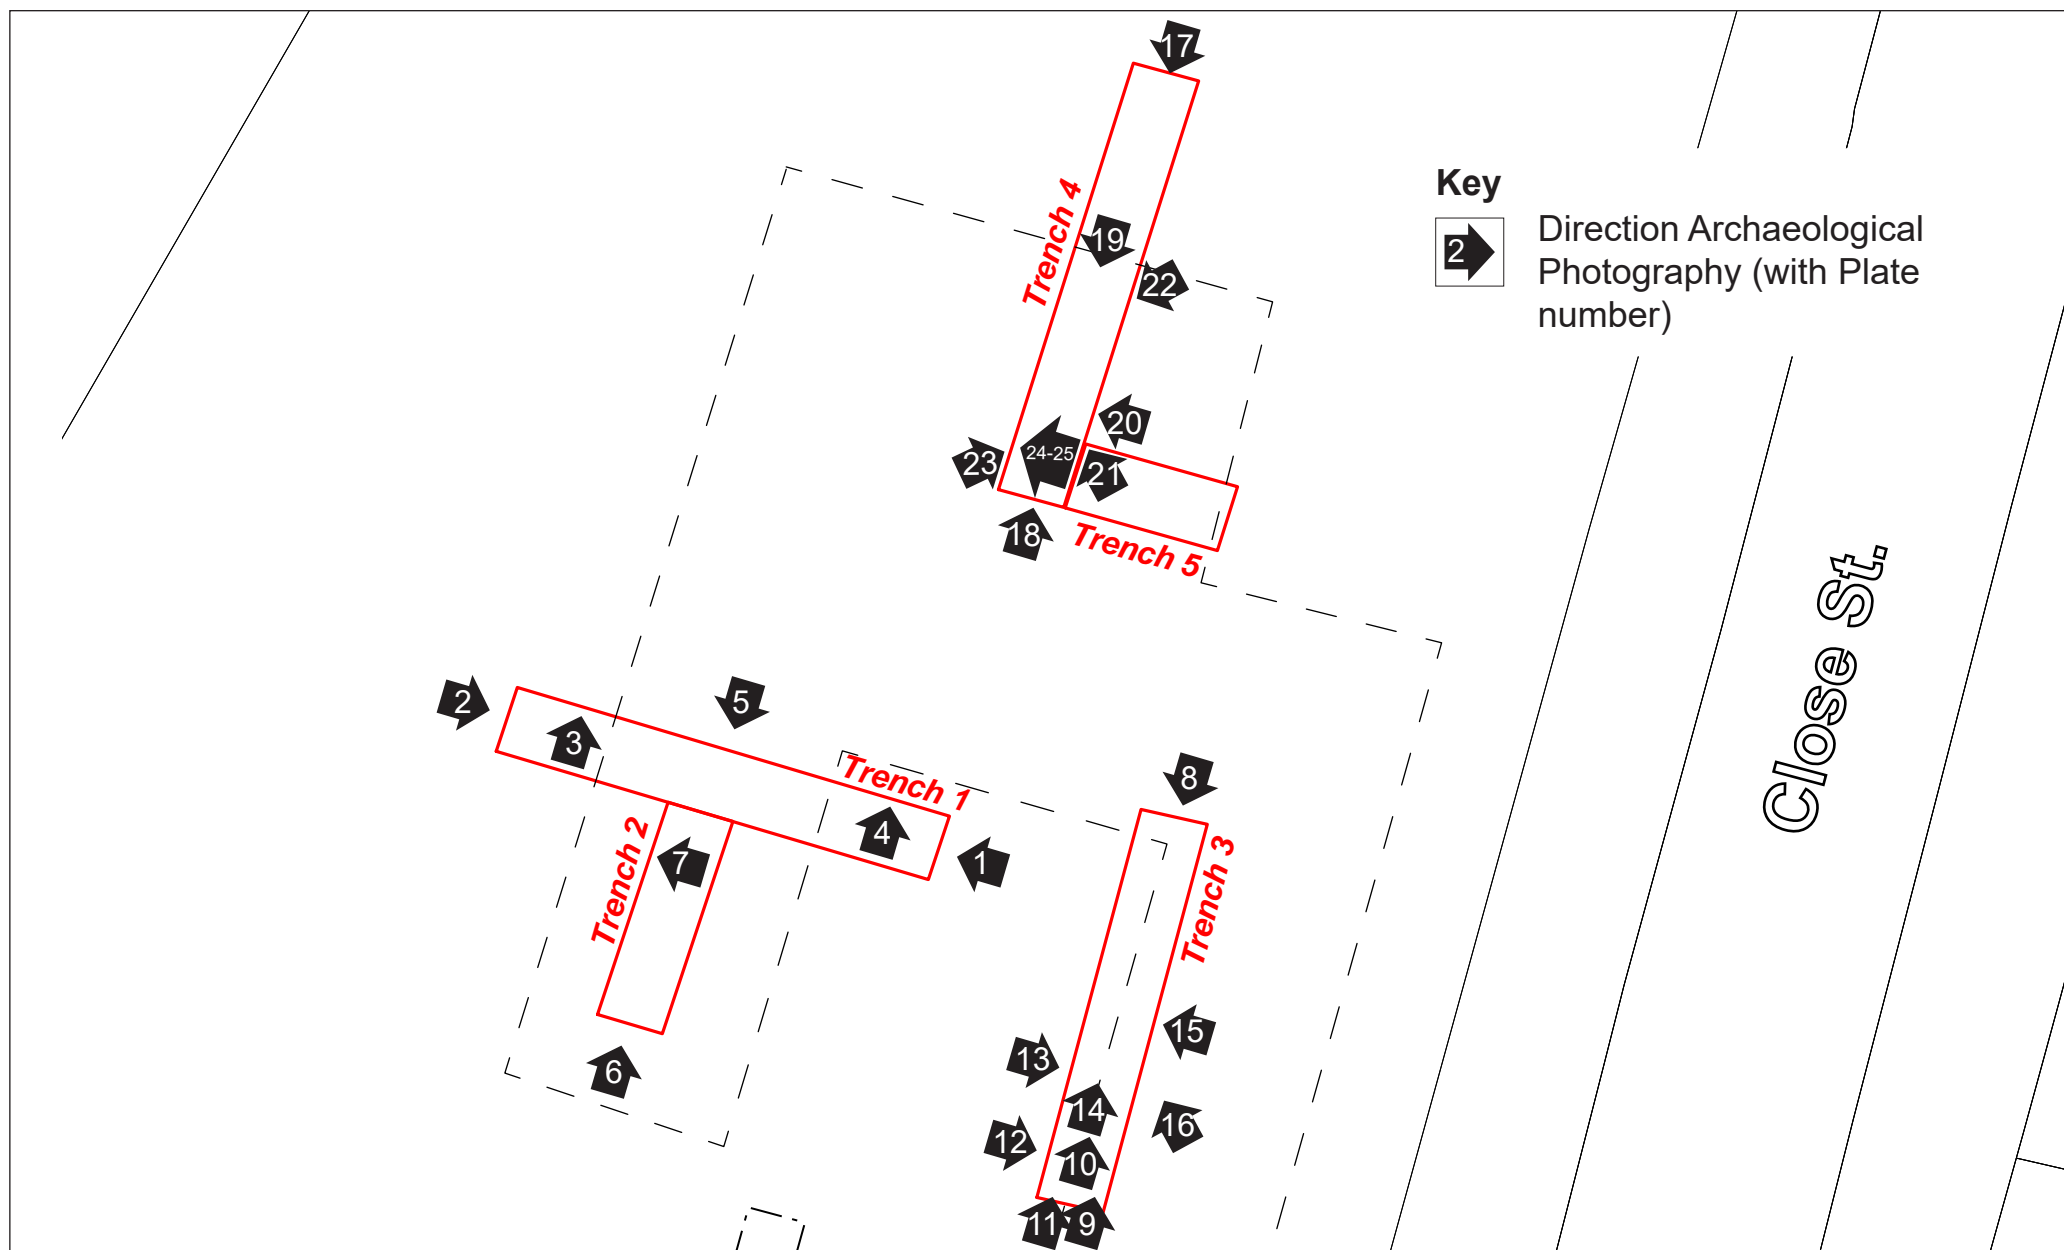 17
Trench 4
Key
2
Direction Archaeological
Photography (with Plate
number)
19
22
20
23
24-25
21
18
Trench 5
Close St.
2
5
3
Trench 1
8
4
1
Trench 2
7
Trench 3
15
13
6
14
16
12
10
11
9